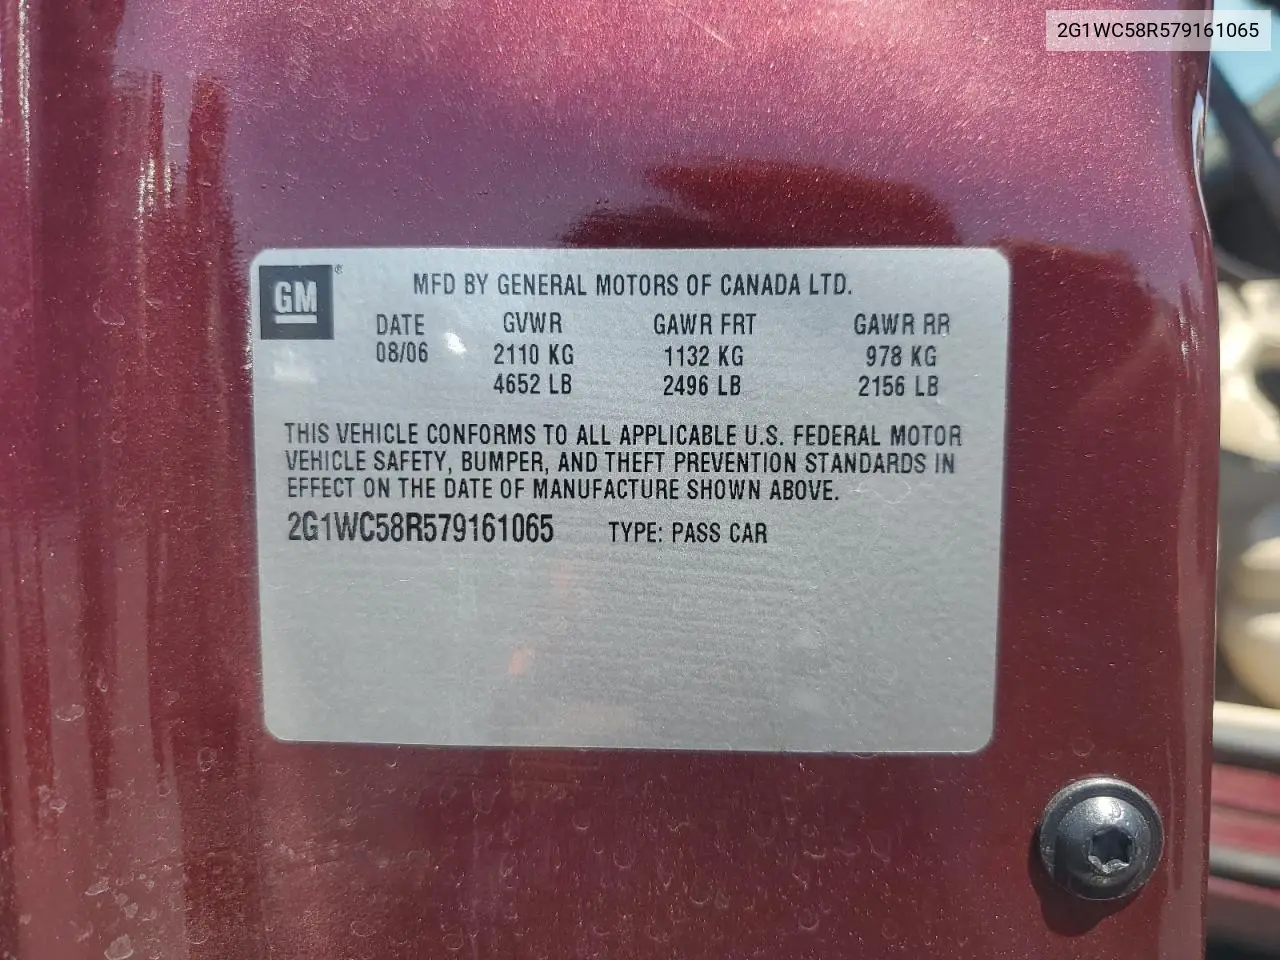 2G1WC58R579161065
GM®
MFD BY GENERAL MOTORS OF CANADA LTD.
DATE GVWR GAWR FRT GAWR RR
08/06 2110 KG 1132 KG 978 KG
4652 LB 2496 LB 2156 LB
THIS VEHICLE CONFORMS TO ALL APPLICABLE U.S. FEDERAL MOTOR
VEHICLE SAFETY, BUMPER, AND THEFT PREVENTION STANDARDS IN
EFFECT ON THE DATE OF MANUFACTURE SHOWN ABOVE.
2G1WC58R579161065 TYPE: PASS CAR